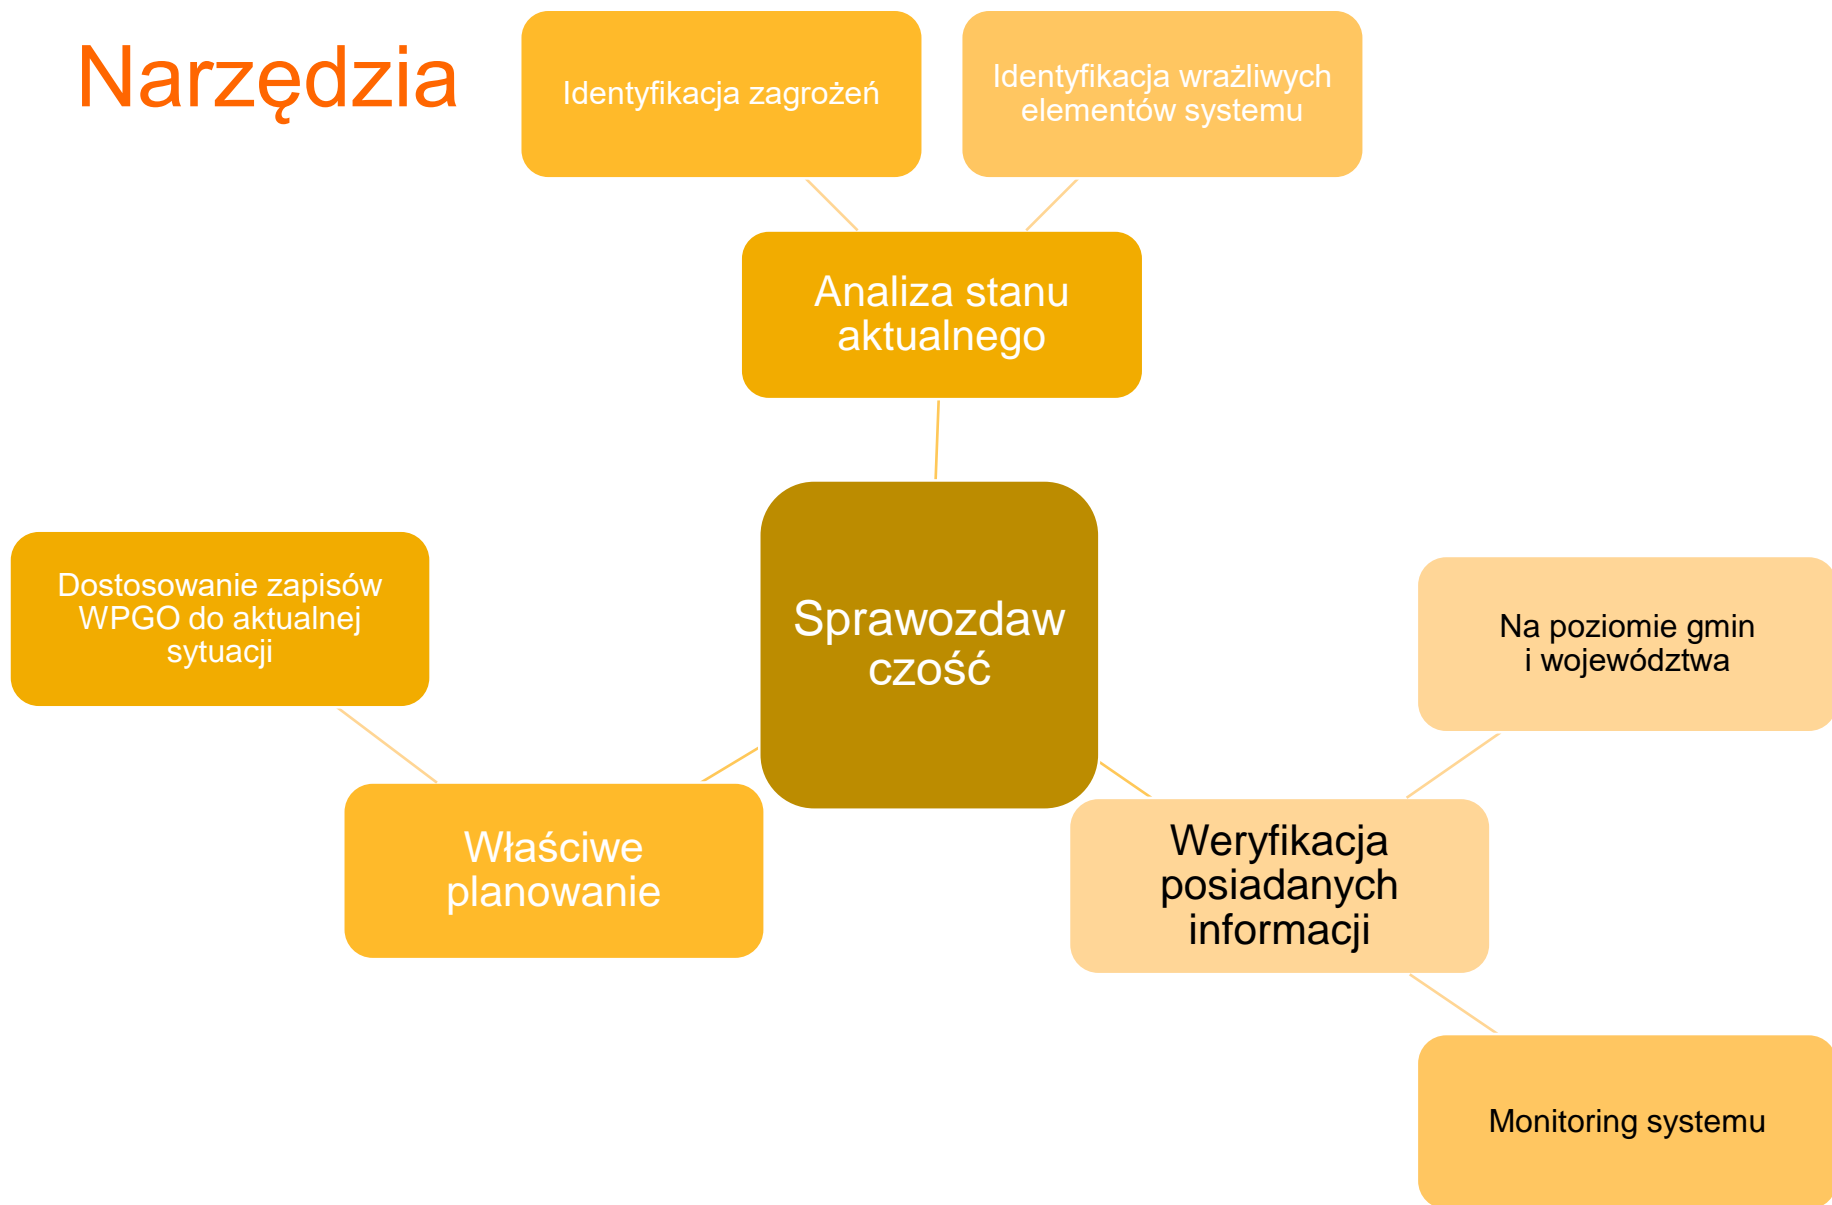 Narzędzia
Identyfikacja zagrożeń
Identyfikacja wrażliwych
elementów systemu
Analiza stanu
aktualnego
Sprawozdaw
czość
Dostosowanie zapisów
WPGO do aktualnej
sytuacji
Na poziomie gmin
i województwa
Właściwe
planowanie
Weryfikacja
posiadanych
informacji
Monitoring systemu